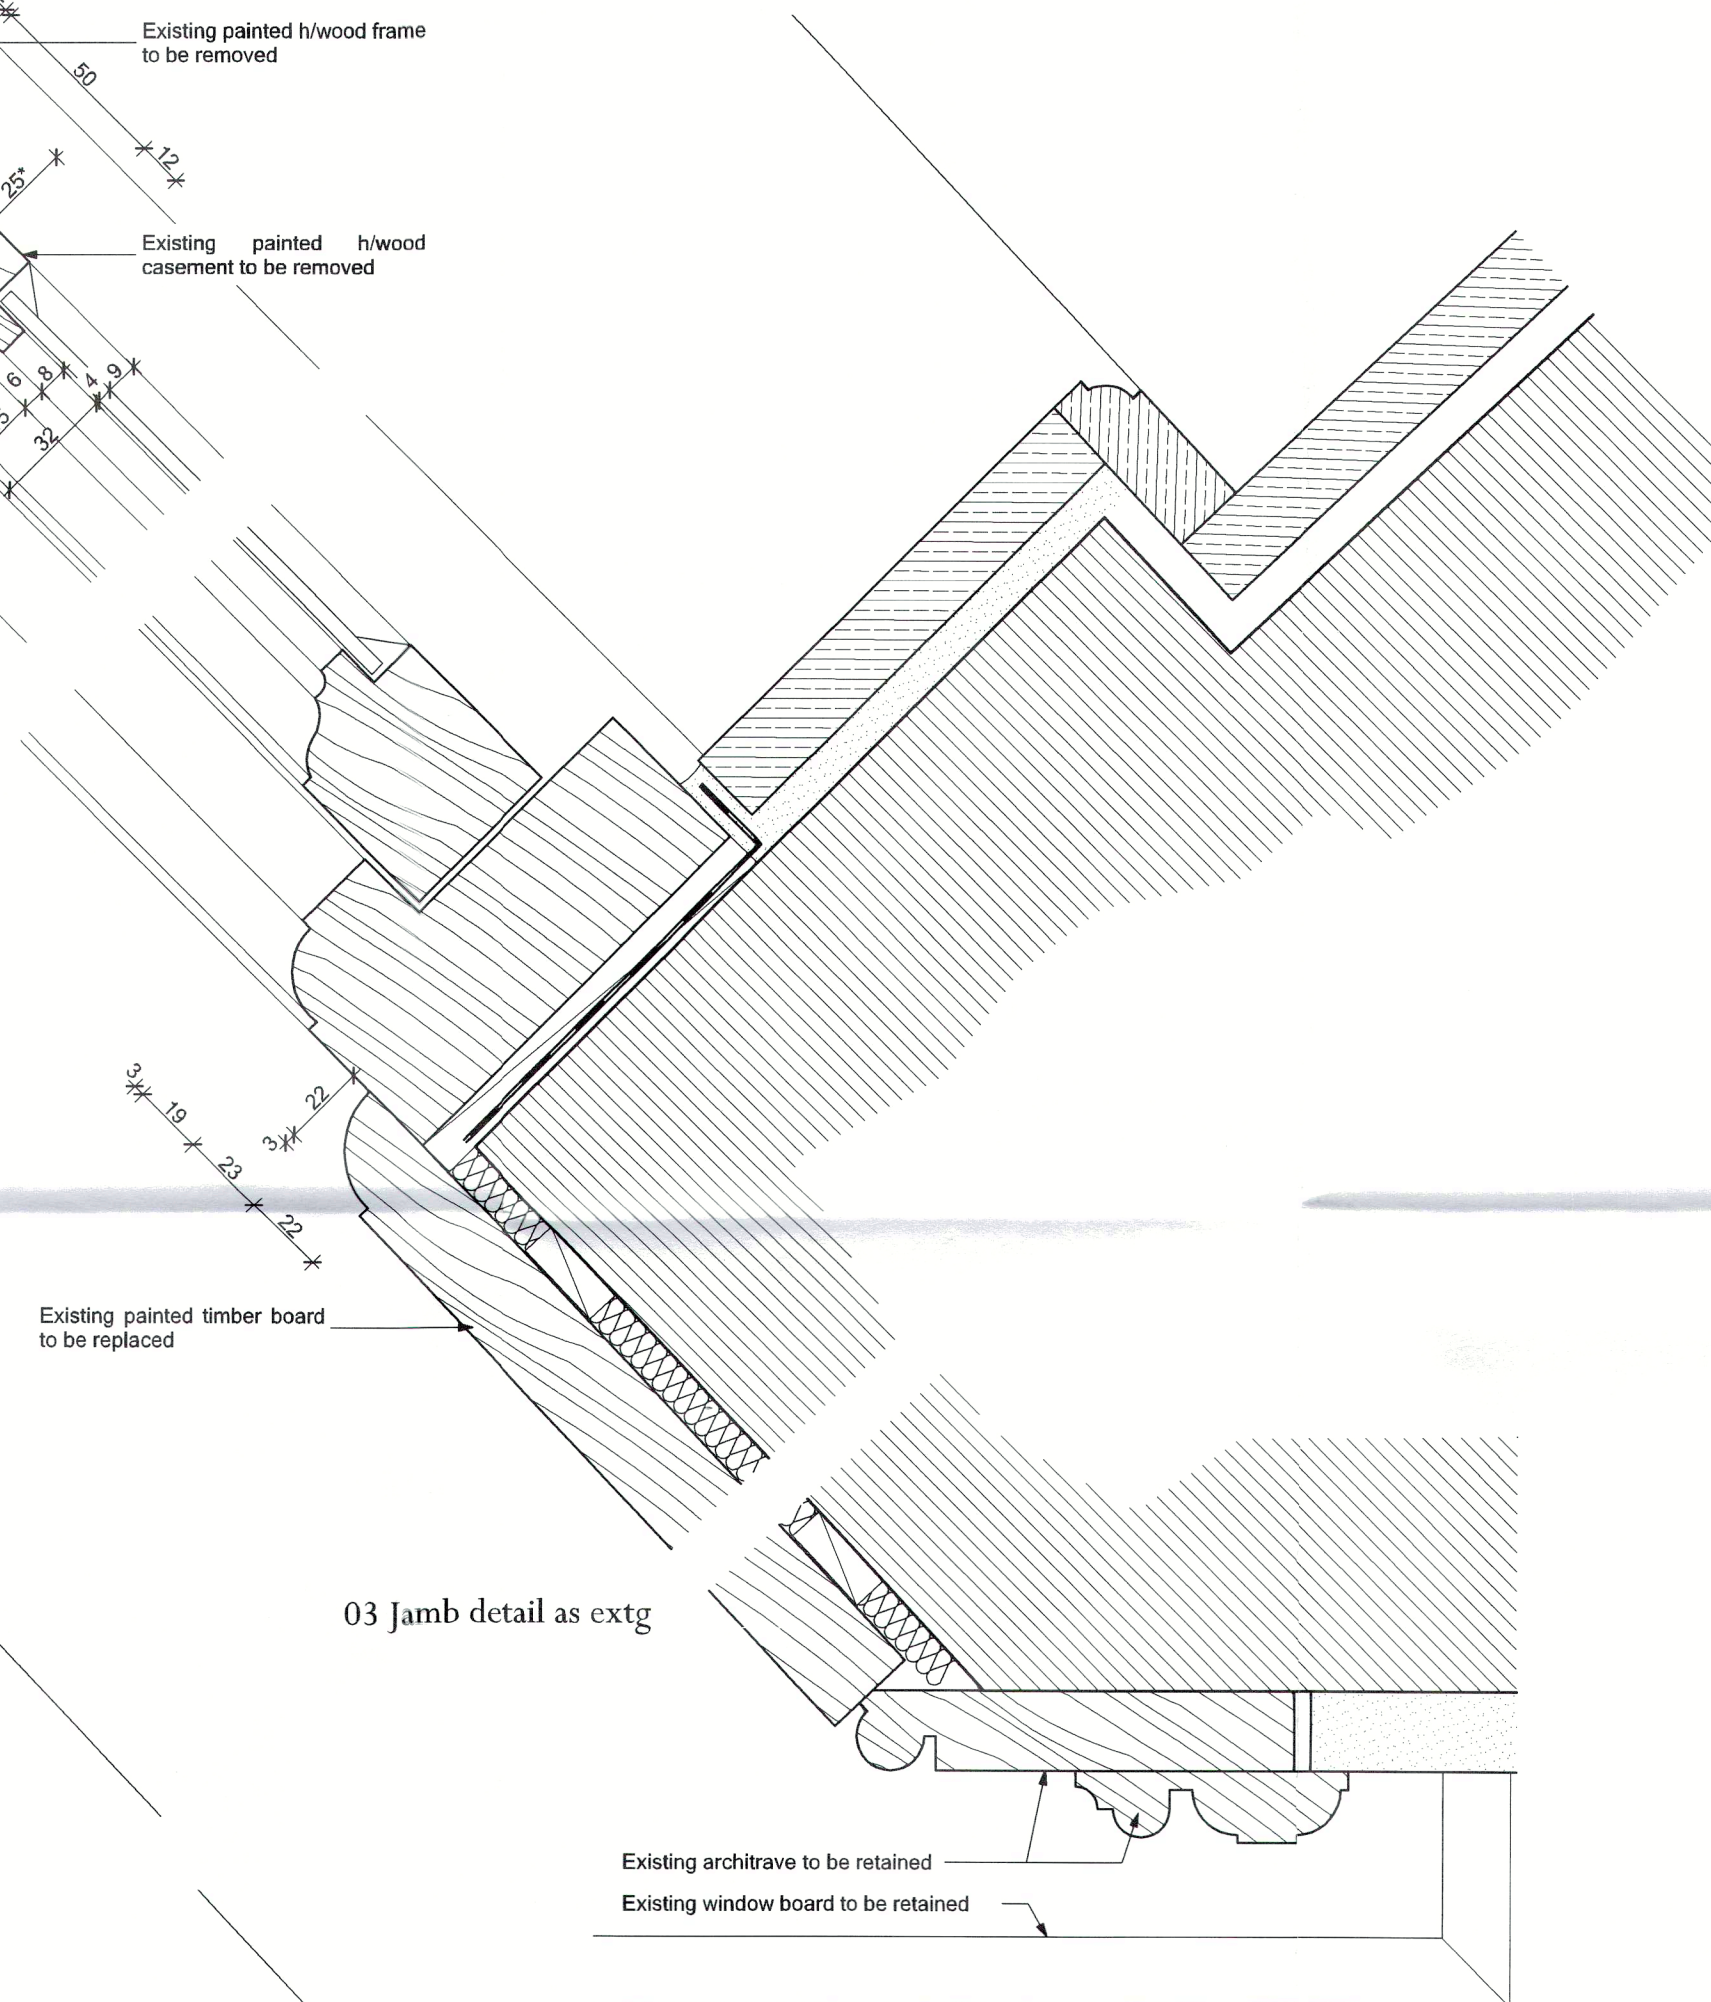 Existing painted h/wood frame
to be removed
50
12
25*
Existing painted h/wood
casement to be removed
6
8
4
9
32
3
19
23
22
22
3
Existing painted timber board
to be replaced
03 Jamb detail as extg
Existing architrave to be retained
Existing window board to be retained